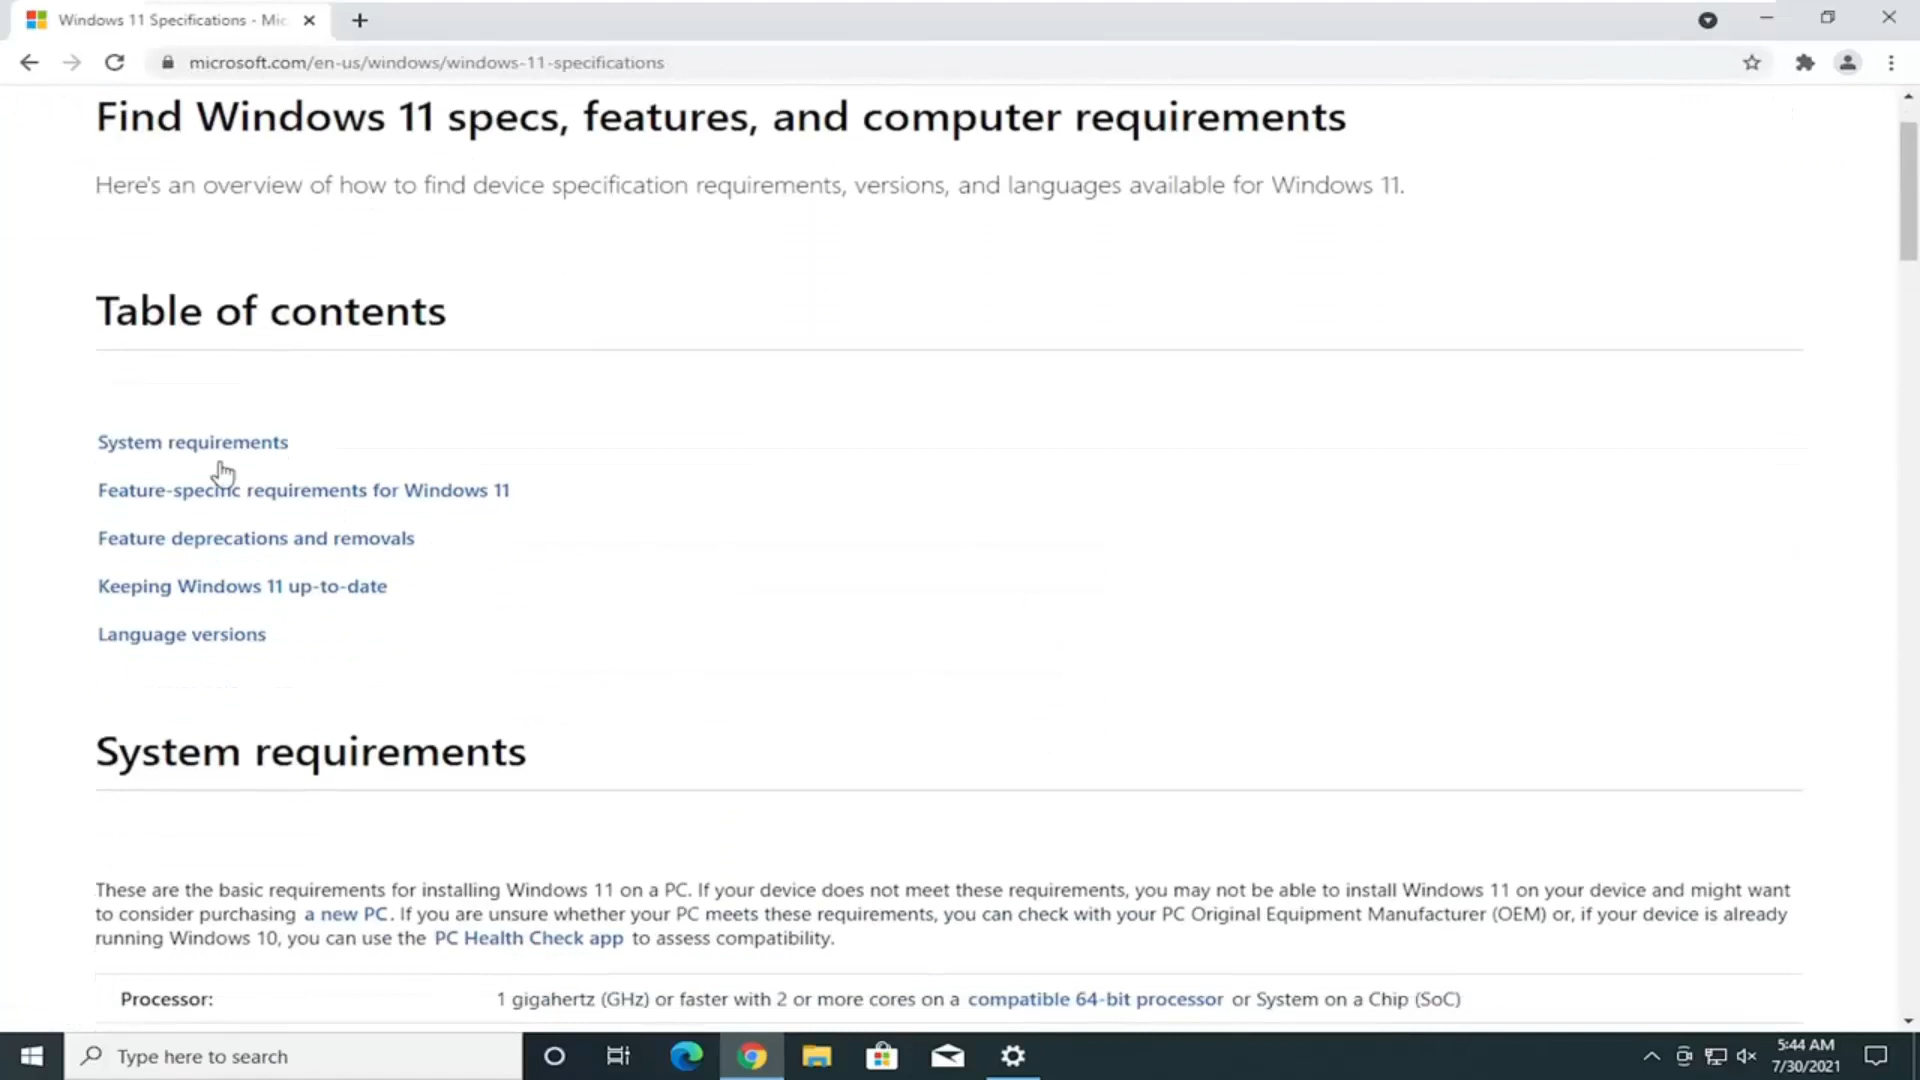 Windows 11 Specifications - Mic
microsoft.com/en-us/windows/windows-11-specifications
Find Windows 11 specs, features, and computer requirements
Here's an overview of how to find device specification requirements, versions, and languages available for Windows 11.
Table of contents
System requirements
Feature-specific requirements for Windows 11
Feature deprecations and removals
Keeping Windows 11 up-to-date
Language versions
System requirements
These are the basic requirements for installing Windows 11 on a PC. If your device does not meet these requirements, you may not be able to install Windows 11 on your device and might want
to consider purchasing a new PC. If you are unsure whether your PC meets these requirements, you can check with your PC Original Equipment Manufacturer (OEM) or, if your device is already
running Windows 10, you can use the PC Health Check app to assess compatibility.
Processor: 1 gigahertz (GHz) or faster with 2 or more cores on a compatible 64-bit processor or System on a Chip (SoC)
Type here to search
5:44 AM
7/30/2021